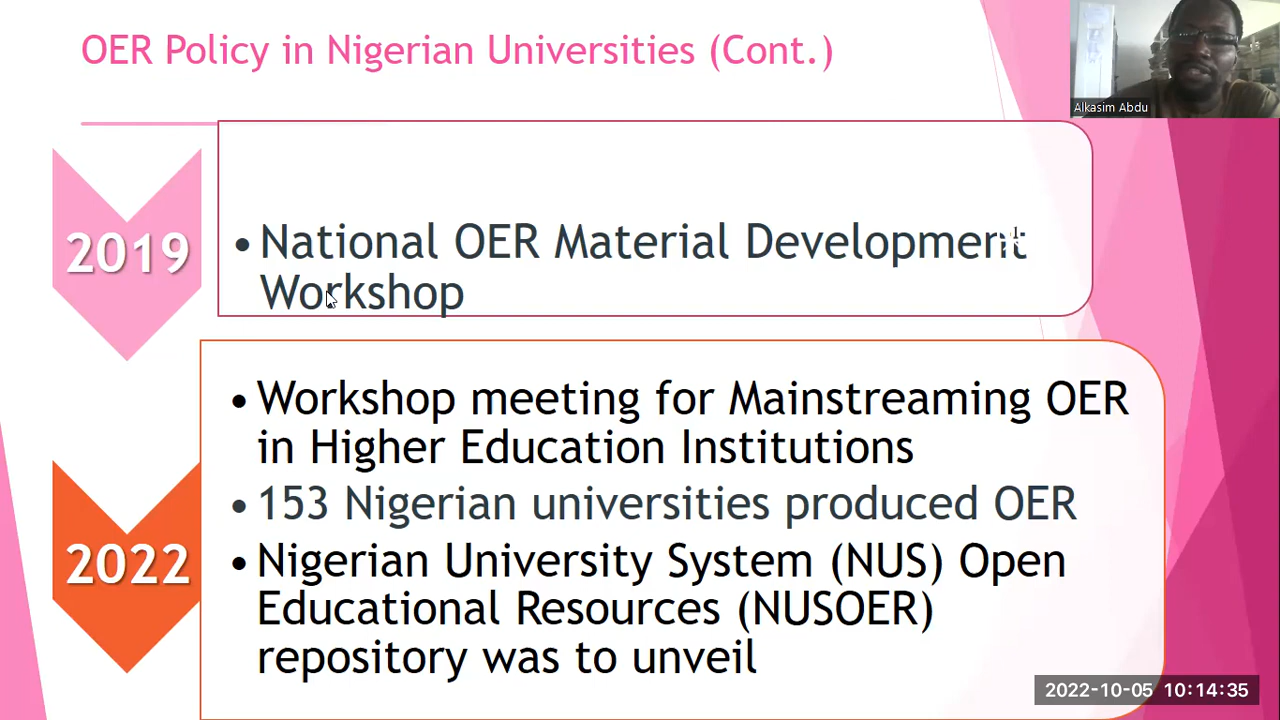 OER Policy in Nigerian Universities (Cont.)
Alkasim Abdu
2019
• National OER Material Development
Workshop
2022
• Workshop meeting for Mainstreaming OER
in Higher Education Institutions
• 153 Nigerian universities produced OER
• Nigerian University System (NUS) Open
Educational Resources (NUSOER)
repository was to unveil
2022-10-05 10:14:35